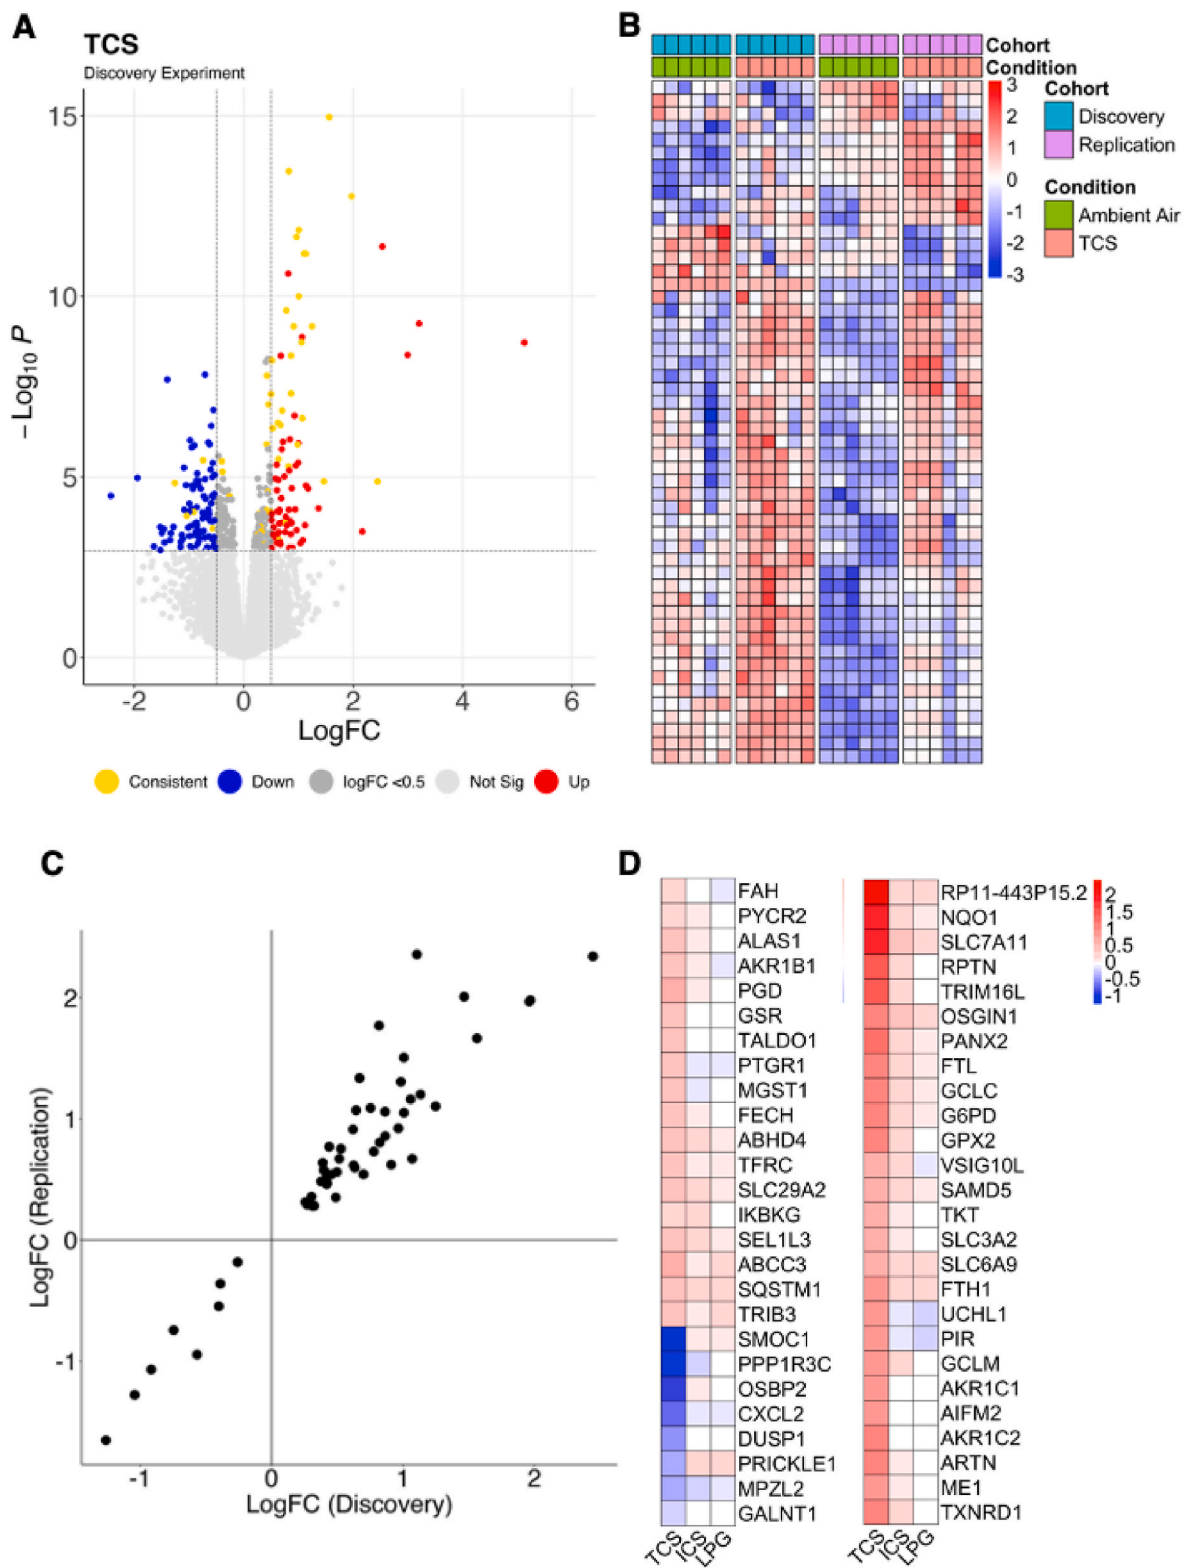 A
TCS
Discovery Experiment
15
10
5
0
−Log10 P
-2 0 2 4 6
LogFC
Consistent Down logFC <0.5 Not Sig Up
B
Cohort
Condition
3
2
1
0
-1
-2
-3
Cohort
Discovery
Replication
Condition
Ambient Air
TCS
C
2
1
0
-1
LogFC (Replication)
-1 0 1 2
LogFC (Discovery)
D
FAH
PYCR2
ALAS1
AKR1B1
PGD
GSR
TALDO1
PTGR1
MGST1
FECH
ABHD4
TFRC
SLC29A2
IKBKG
SEL1L3
ABCC3
SQSTM1
TRIB3
SMOC1
PPP1R3C
OSBP2
CXCL2
DUSP1
PRICKLE1
MPZL2
GALNT1
TCS ICS LPG
RP11-443P15.2
NQO1
SLC7A11
RPTN
TRIM16L
OSGIN1
PANX2
FTL
GCLC
G6PD
GPX2
VSIG10L
SAMD5
TKT
SLC3A2
SLC6A9
FTH1
UCHL1
PIR
GCLM
AKR1C1
AIFM2
AKR1C2
ARTN
ME1
TXNRD1
TCS ICS LPG
2
1.5
1
0.5
0
-0.5
-1